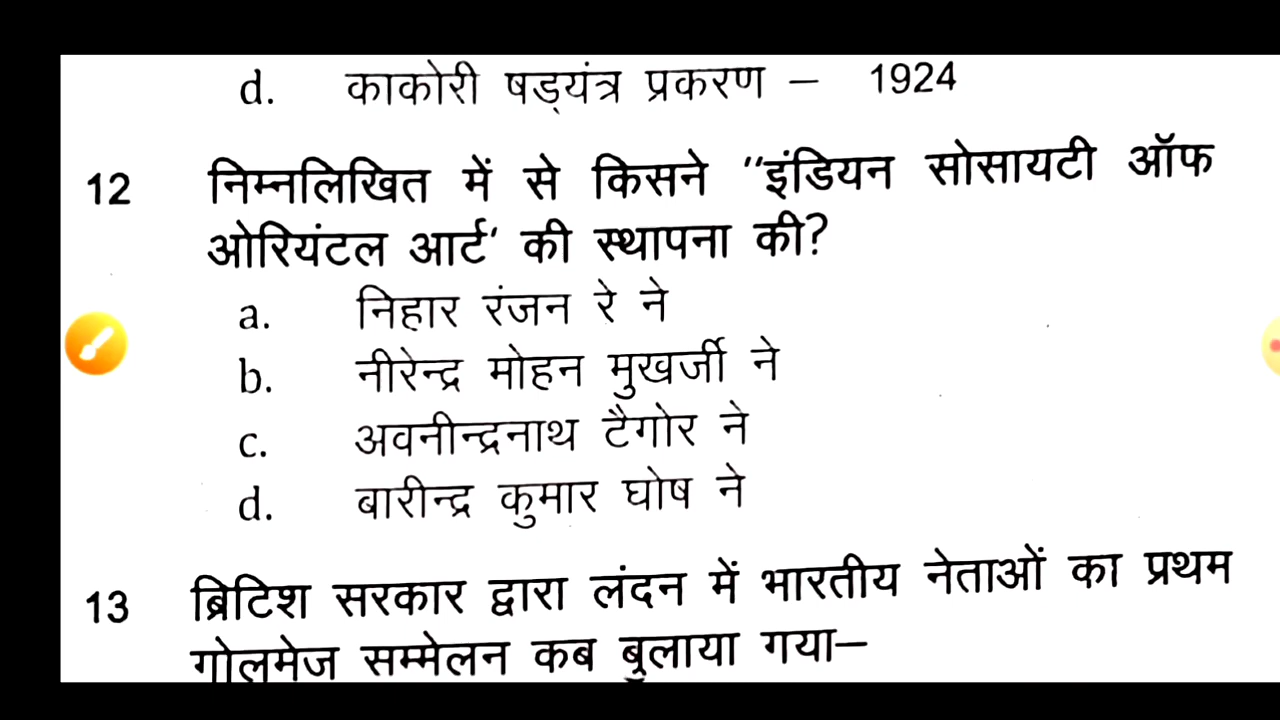 d. काकोरी षड्यंत्र प्रकरण – 1924
12 निम्नलिखित में से किसने "इंडियन सोसायटी ऑफ
ओरियंटल आर्ट' की स्थापना की?
a. निहार रंजन रे ने
b. नीरेन्द्र मोहन मुखर्जी ने
c. अवनीन्द्रनाथ टैगोर ने
d. बारीन्द्र कुमार घोष ने
13 ब्रिटिश सरकार द्वारा लंदन में भारतीय नेताओं का प्रथम
गोलमेज सम्मेलन कब बुलाया गया–